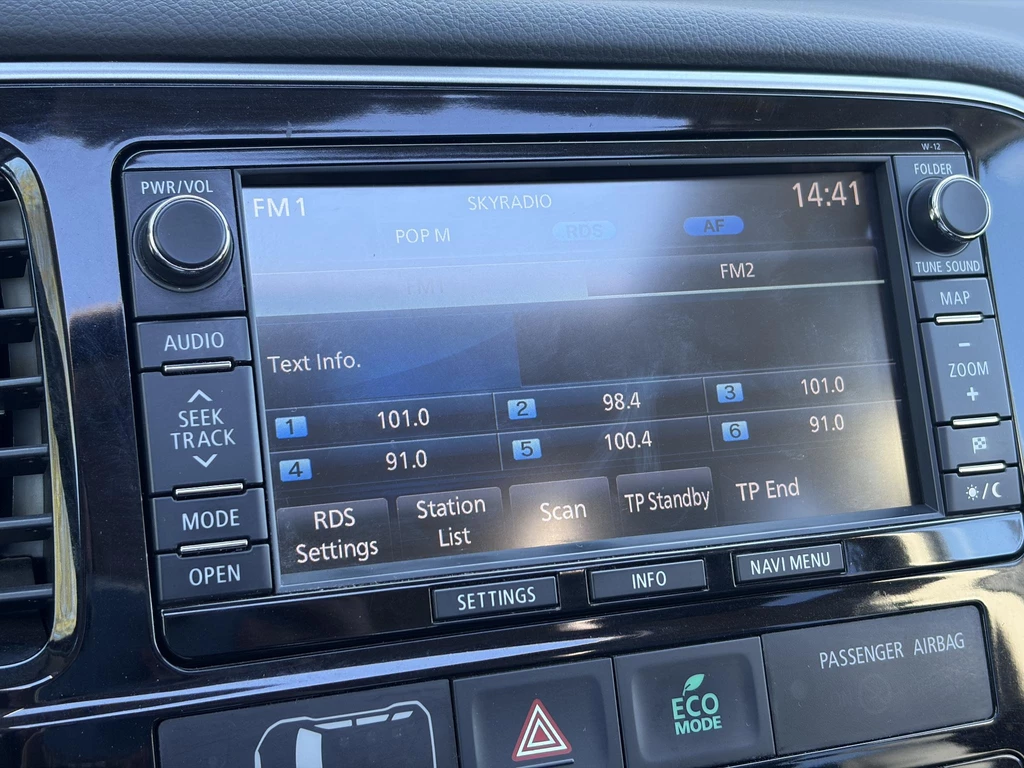 W-12
PWR/VOL
FOLDER
FM1
SKYRADIO
14:41
POP M
RDS
AF
TUNE SOUND
FM1
FM2
MAP
AUDIO
Text Info.
- ZOOM +
SEEK
TRACK
1 101.0
2 98.4
3 101.0
4 91.0
5 100.4
6 91.0
MODE
RDS
Settings
Station
List
Scan
TP Standby
TP End
OPEN
SETTINGS
INFO
NAVI MENU
PASSENGER AIRBAG
ECO
MODE